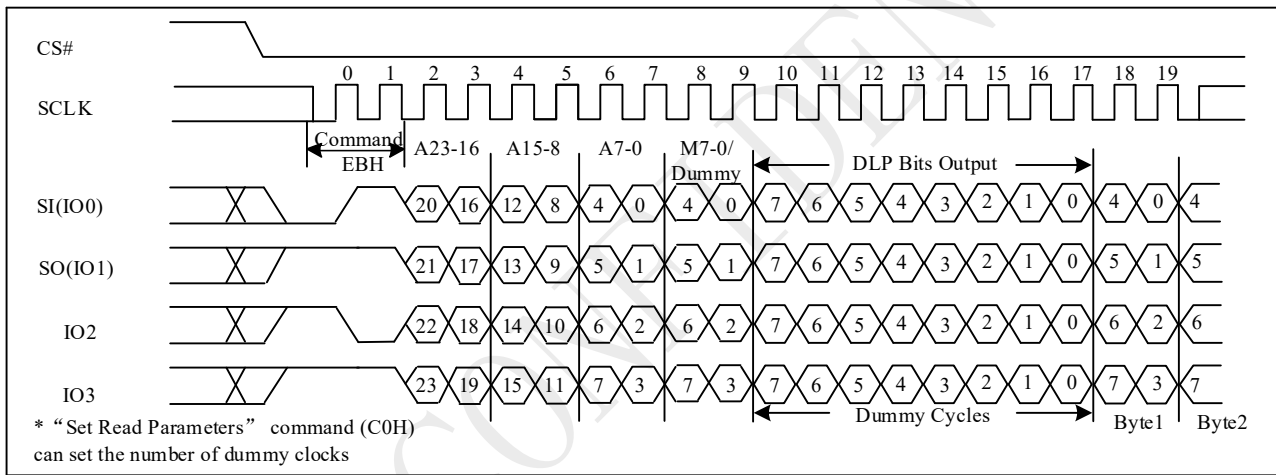 CS#
0 1 2 3 4 5 6 7 8 9 10 11 12 13 14 15 16 17 18 19
SCLK
Command
EBH
A23-16 A15-8 A7-0 M7-0/
Dummy
DLP Bits Output
SI(IO0) 20 16 12 8 4 0 4 0 7 6 5 4 3 2 1 0 4 0 4
SO(IO1) 21 17 13 9 5 1 5 1 7 6 5 4 3 2 1 0 5 1 5
IO2 22 18 14 10 6 2 6 2 7 6 5 4 3 2 1 0 6 2 6
IO3 23 19 15 11 7 3 7 3 7 6 5 4 3 2 1 0 7 3 7
Dummy Cycles Byte1 Byte2
*“Set Read Parameters” command (C0H)
can set the number of dummy clocks
CONFIDEN